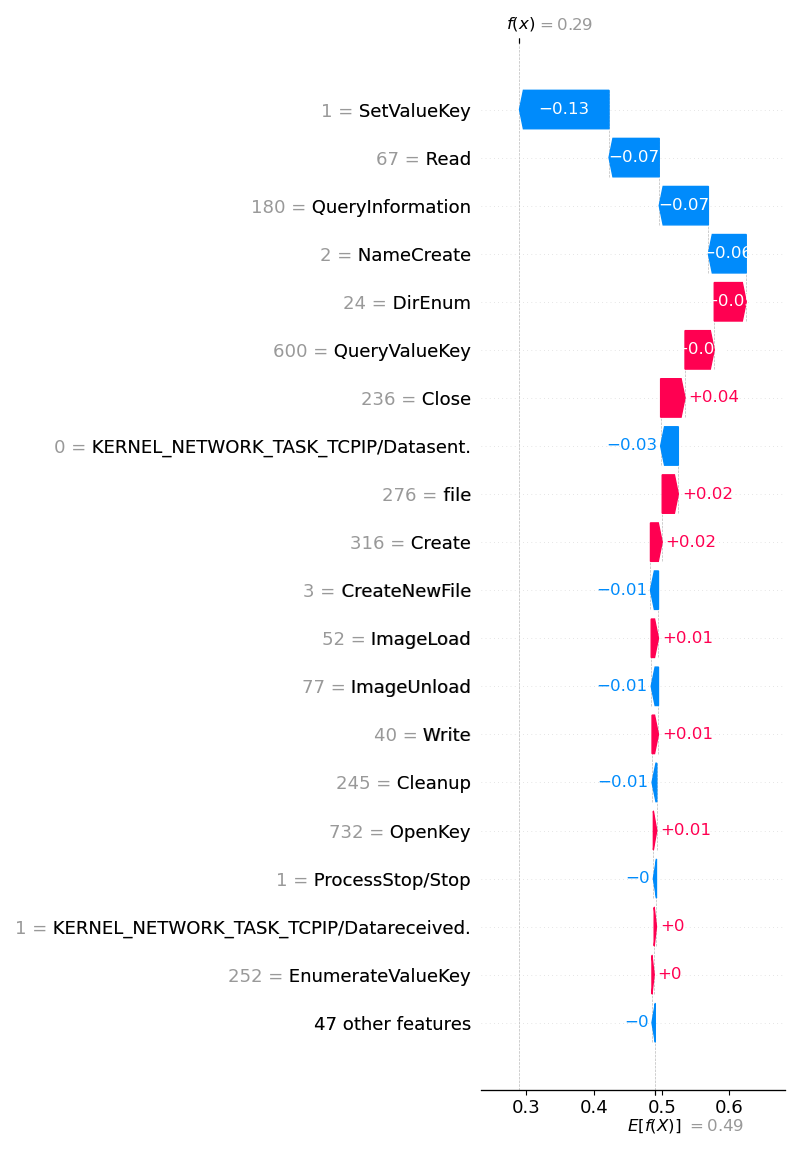 f(x) = 0.29
1 = SetValueKey −0.13
67 = Read −0.07
180 = QueryInformation −0.07
2 = NameCreate −0.06
24 = DirEnum
600 = QueryValueKey
236 = Close +0.04
0 = KERNEL_NETWORK_TASK_TCPIP/Datasent. −0.03
276 = file +0.02
316 = Create +0.02
3 = CreateNewFile −0.01
52 = ImageLoad +0.01
77 = ImageUnload −0.01
40 = Write +0.01
245 = Cleanup −0.01
732 = OpenKey +0.01
1 = ProcessStop/Stop −0
1 = KERNEL_NETWORK_TASK_TCPIP/Datareceived. +0
252 = EnumerateValueKey +0
47 other features −0
0.3 0.4 0.5 0.6
E[f(X)] = 0.49